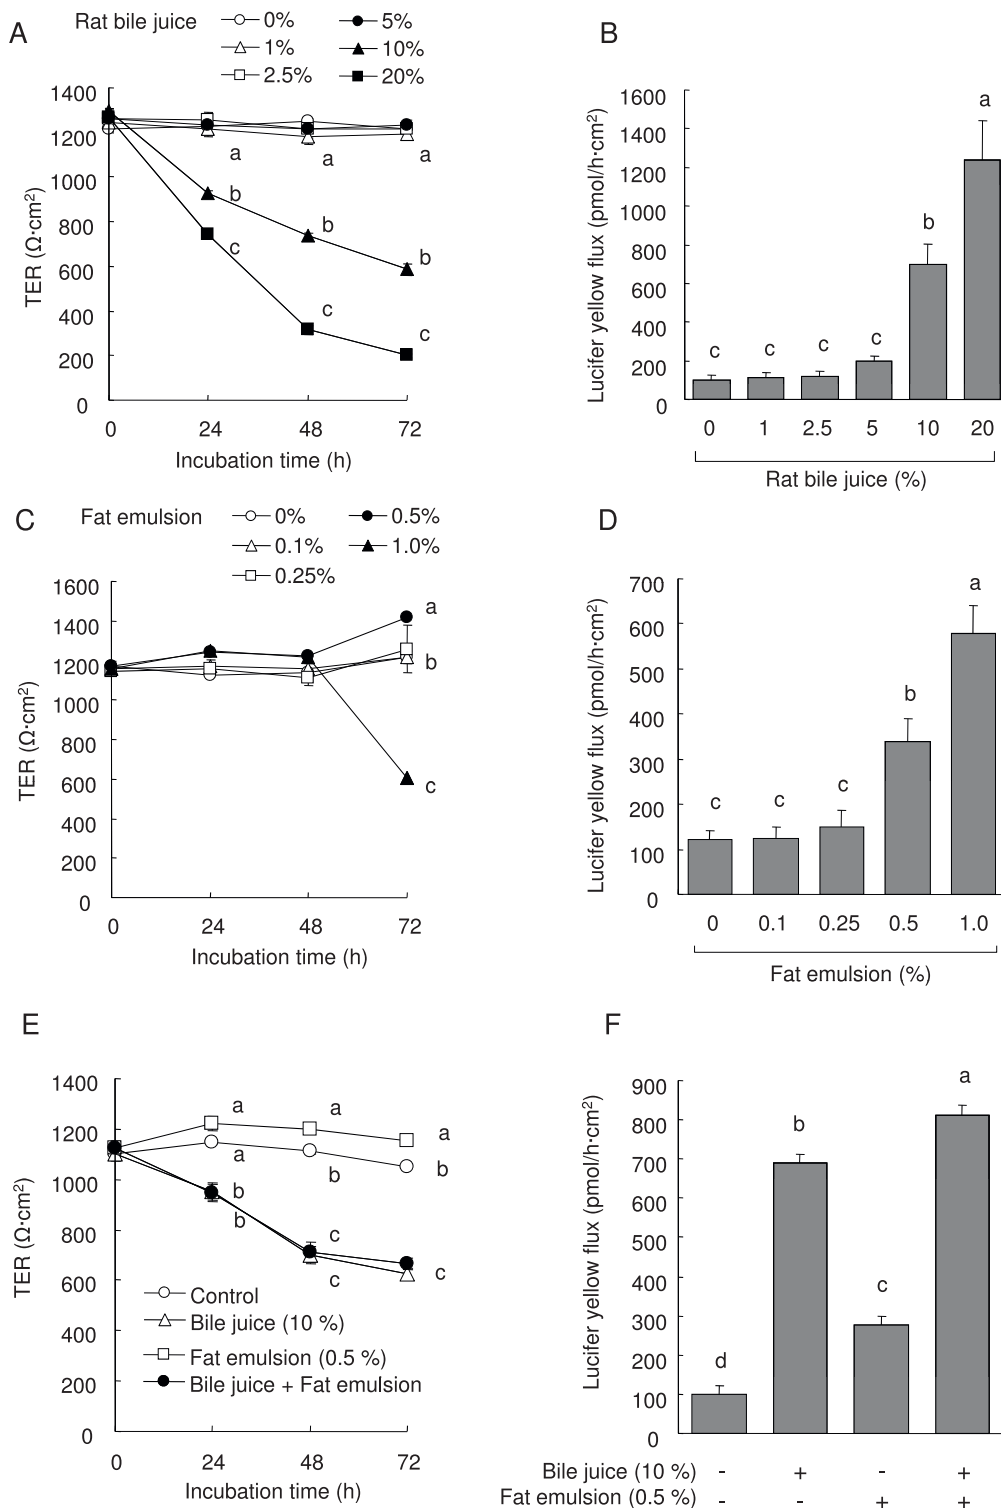 A
Rat bile juice
0%
5%
1%
10%
2.5%
20%
1400
1200
1000
800
600
400
200
0
TER (Ω·cm²)
a
a
a
b
b
b
c
c
c
0 24 48 72
Incubation time (h)
B
1600
1400
1200
1000
800
600
400
200
0
Lucifer yellow flux (pmol/h·cm²)
c c c c b a
0 1 2.5 5 10 20
Rat bile juice (%)
C
Fat emulsion
0%
0.5%
0.1%
1.0%
0.25%
1600
1400
1200
1000
800
600
400
200
0
TER (Ω·cm²)
a
b
c
0 24 48 72
Incubation time (h)
D
700
600
500
400
300
200
100
0
Lucifer yellow flux (pmol/h·cm²)
c c c b a
0 0.1 0.25 0.5 1.0
Fat emulsion (%)
E
1400
1200
1000
800
600
400
200
0
TER (Ω·cm²)
a a a
a b b
b
b
c
c
c
Control
Bile juice (10 %)
Fat emulsion (0.5 %)
Bile juice + Fat emulsion
0 24 48 72
Incubation time (h)
F
900
800
700
600
500
400
300
200
100
0
Lucifer yellow flux (pmol/h·cm²)
d b c a
Bile juice (10 %) - + - +
Fat emulsion (0.5 %) - - + +